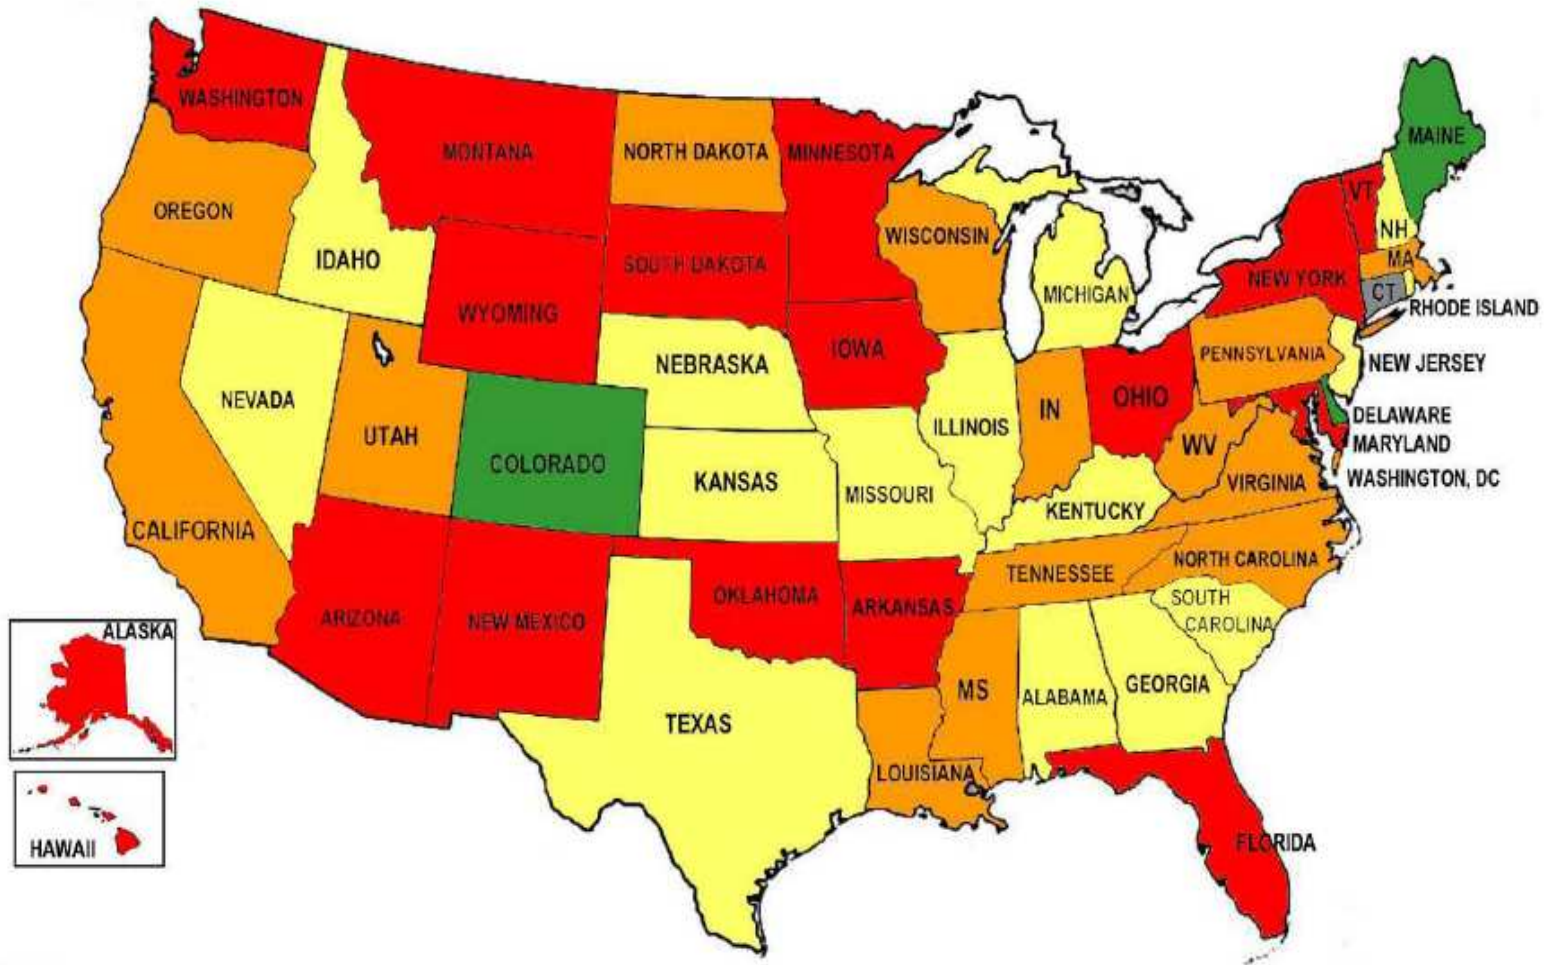 WASHINGTON
MAINE
MONTANA
NORTH DAKOTA
MINNESOTA
VT
OREGON
NH
WISCONSIN
IDAHO
MA
SOUTH DAKOTA
NEW YORK
MICHIGAN
CT
RHODE ISLAND
WYOMING
IOWA
PENNSYLVANIA
NEW JERSEY
NEBRASKA
OHIO
NEVADA
IN
DELAWARE
ILLINOIS
UTAH
WV
MARYLAND
COLORADO
WASHINGTON, DC
KANSAS
VIRGINIA
MISSOURI
KENTUCKY
CALIFORNIA
NORTH CAROLINA
TENNESSEE
OKLAHOMA
SOUTH
CAROLINA
ARKANSAS
ARIZONA
NEW MEXICO
ALASKA
GEORGIA
MS
ALABAMA
TEXAS
LOUISIANA
FLORIDA
HAWAII